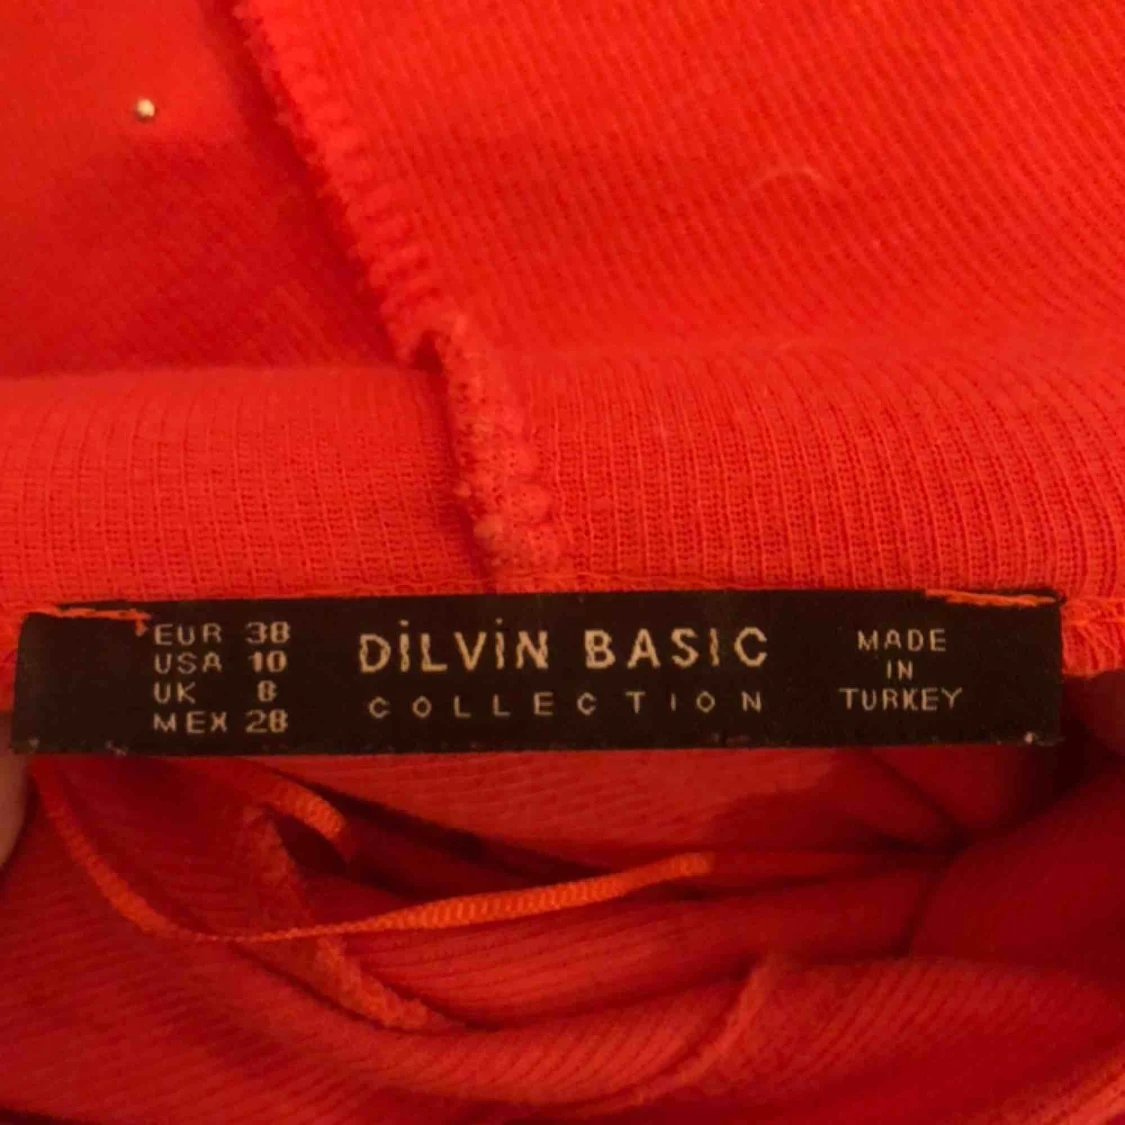 EUR 38
USA 10
UK 8
MEX 28
DİLVİN BASIC
COLLECTION
MADE
IN
TURKEY